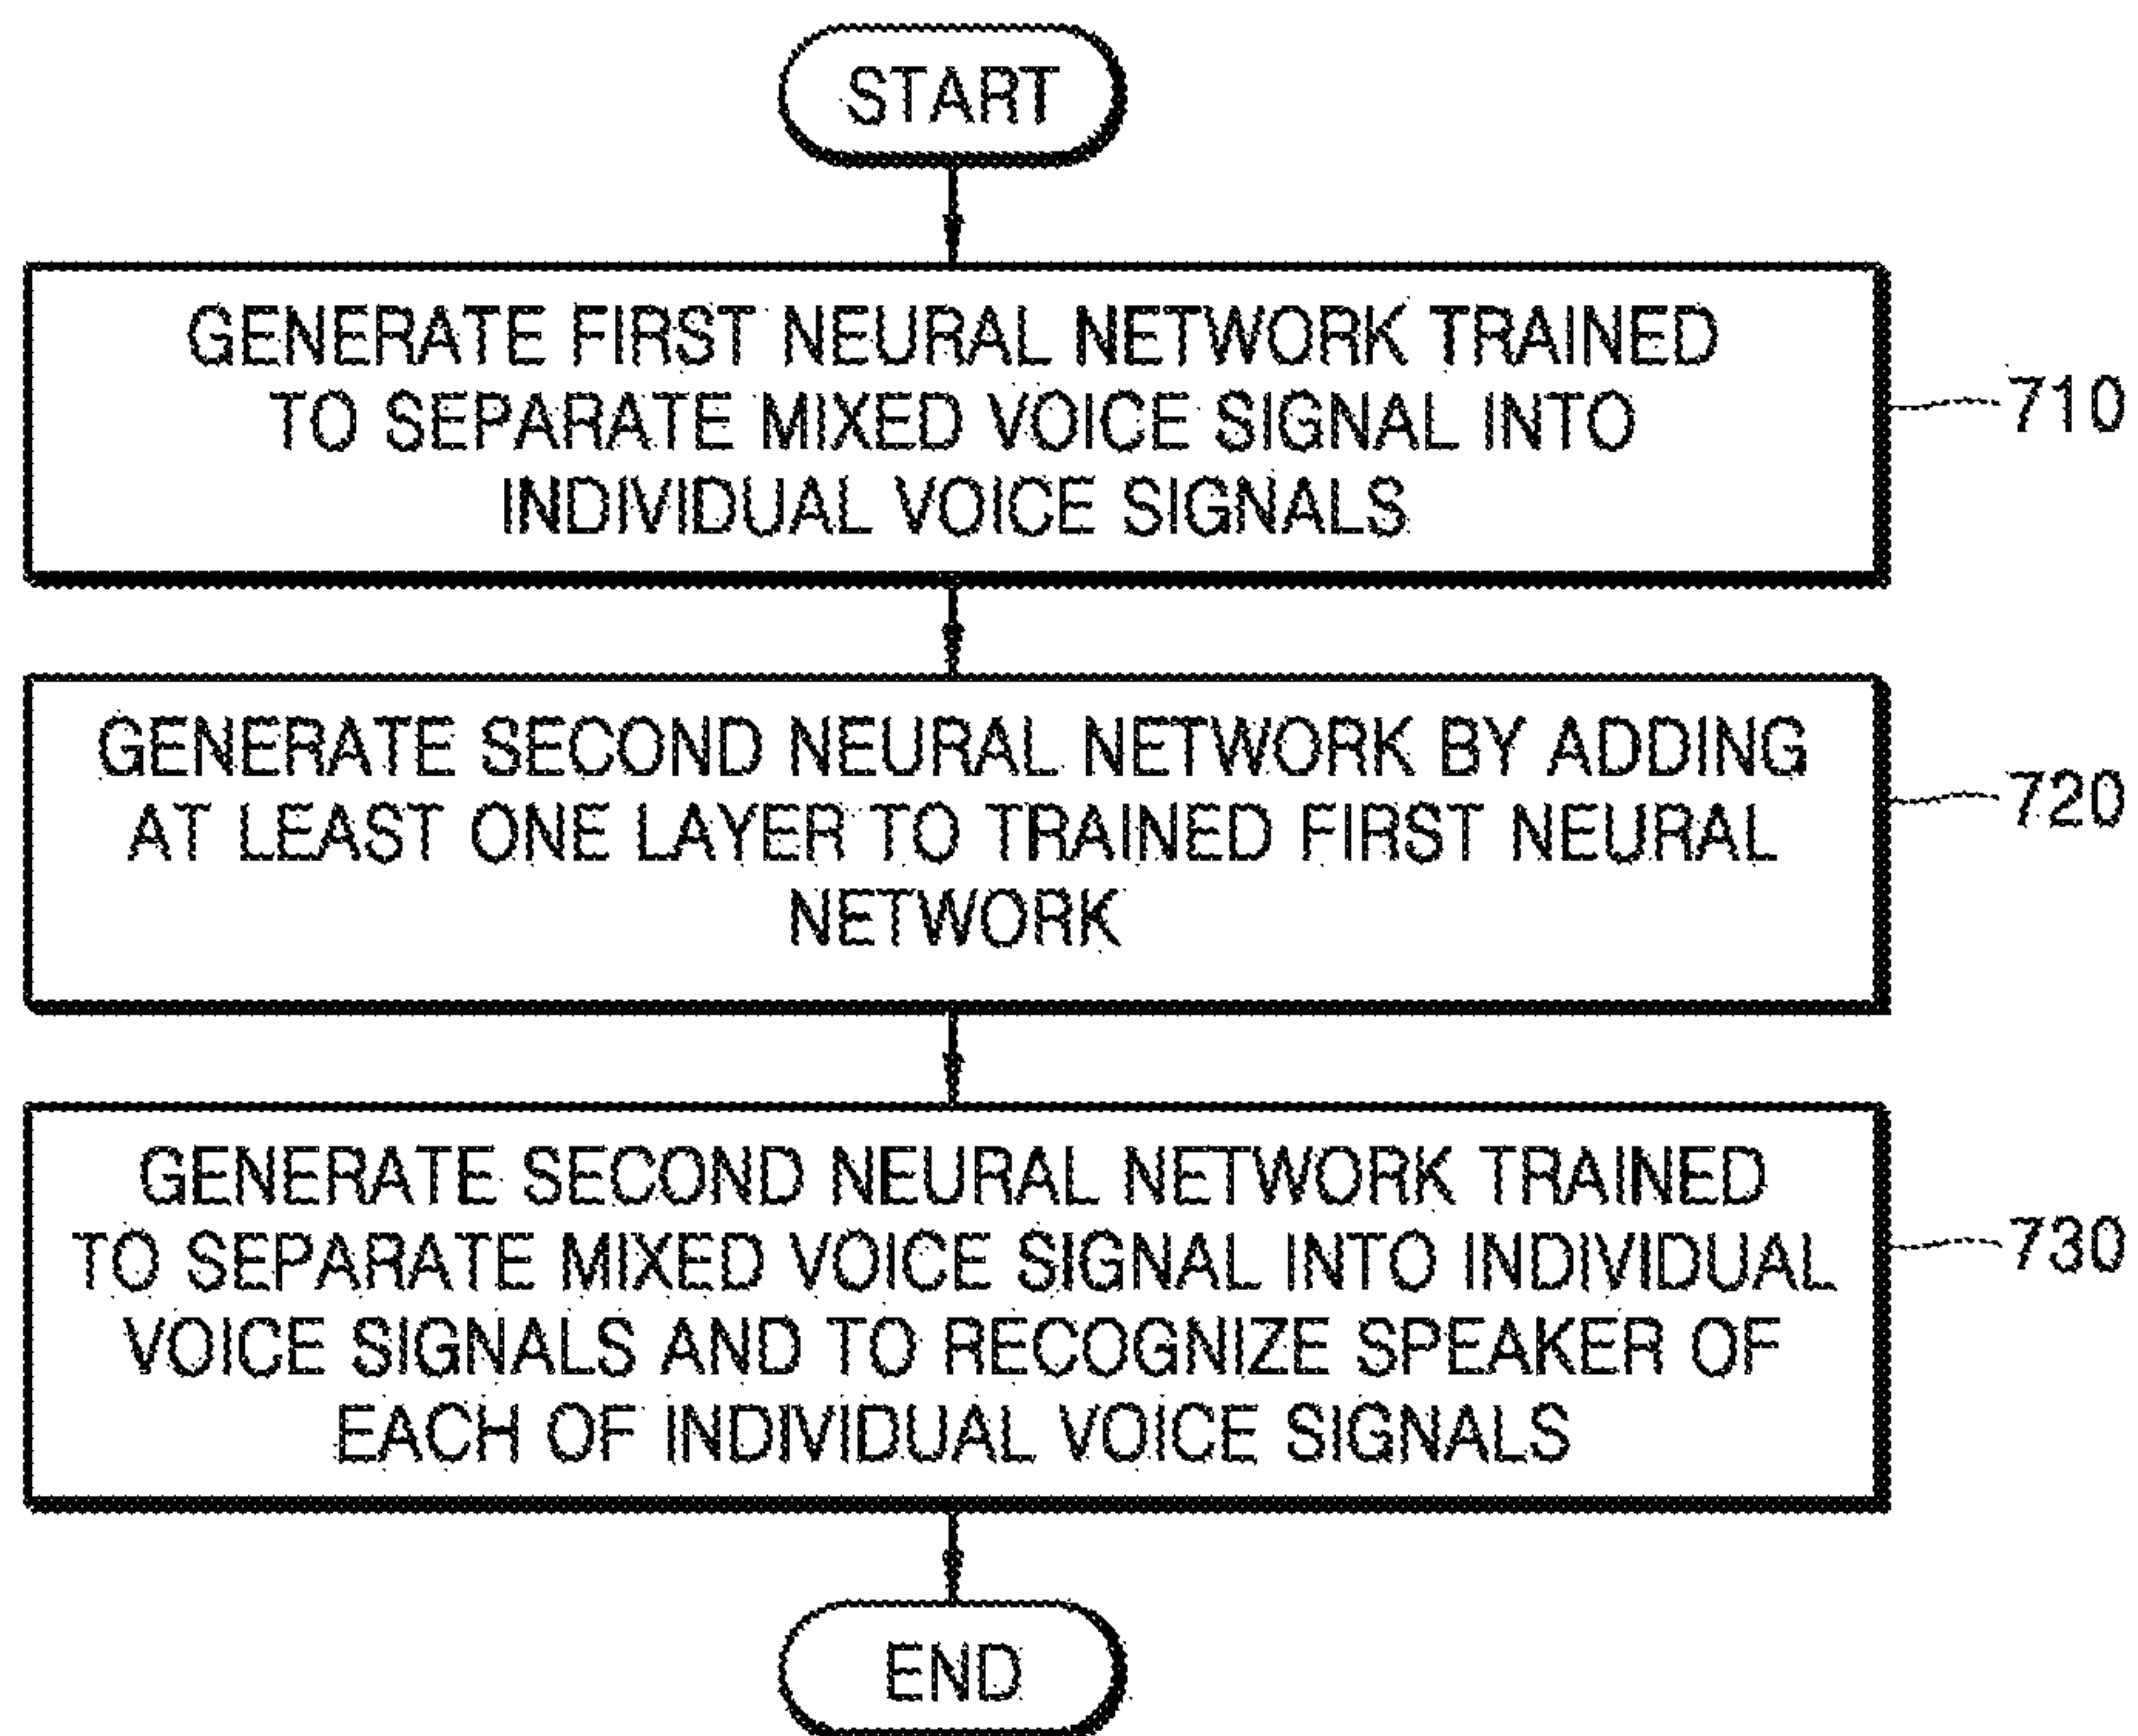 START
GENERATE FIRST NEURAL NETWORK TRAINED
TO SEPARATE MIXED VOICE SIGNAL INTO
INDIVIDUAL VOICE SIGNALS
710
GENERATE SECOND NEURAL NETWORK BY ADDING
AT LEAST ONE LAYER TO TRAINED FIRST NEURAL
NETWORK
720
GENERATE SECOND NEURAL NETWORK TRAINED
TO SEPARATE MIXED VOICE SIGNAL INTO INDIVIDUAL
VOICE SIGNALS AND TO RECOGNIZE SPEAKER OF
EACH OF INDIVIDUAL VOICE SIGNALS
730
END